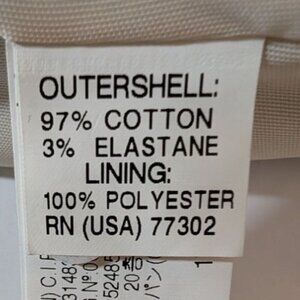 OUTERSHELL:
97% COTTON
3% ELASTANE
LINING:
100% POLYESTER
RN (USA) 77302